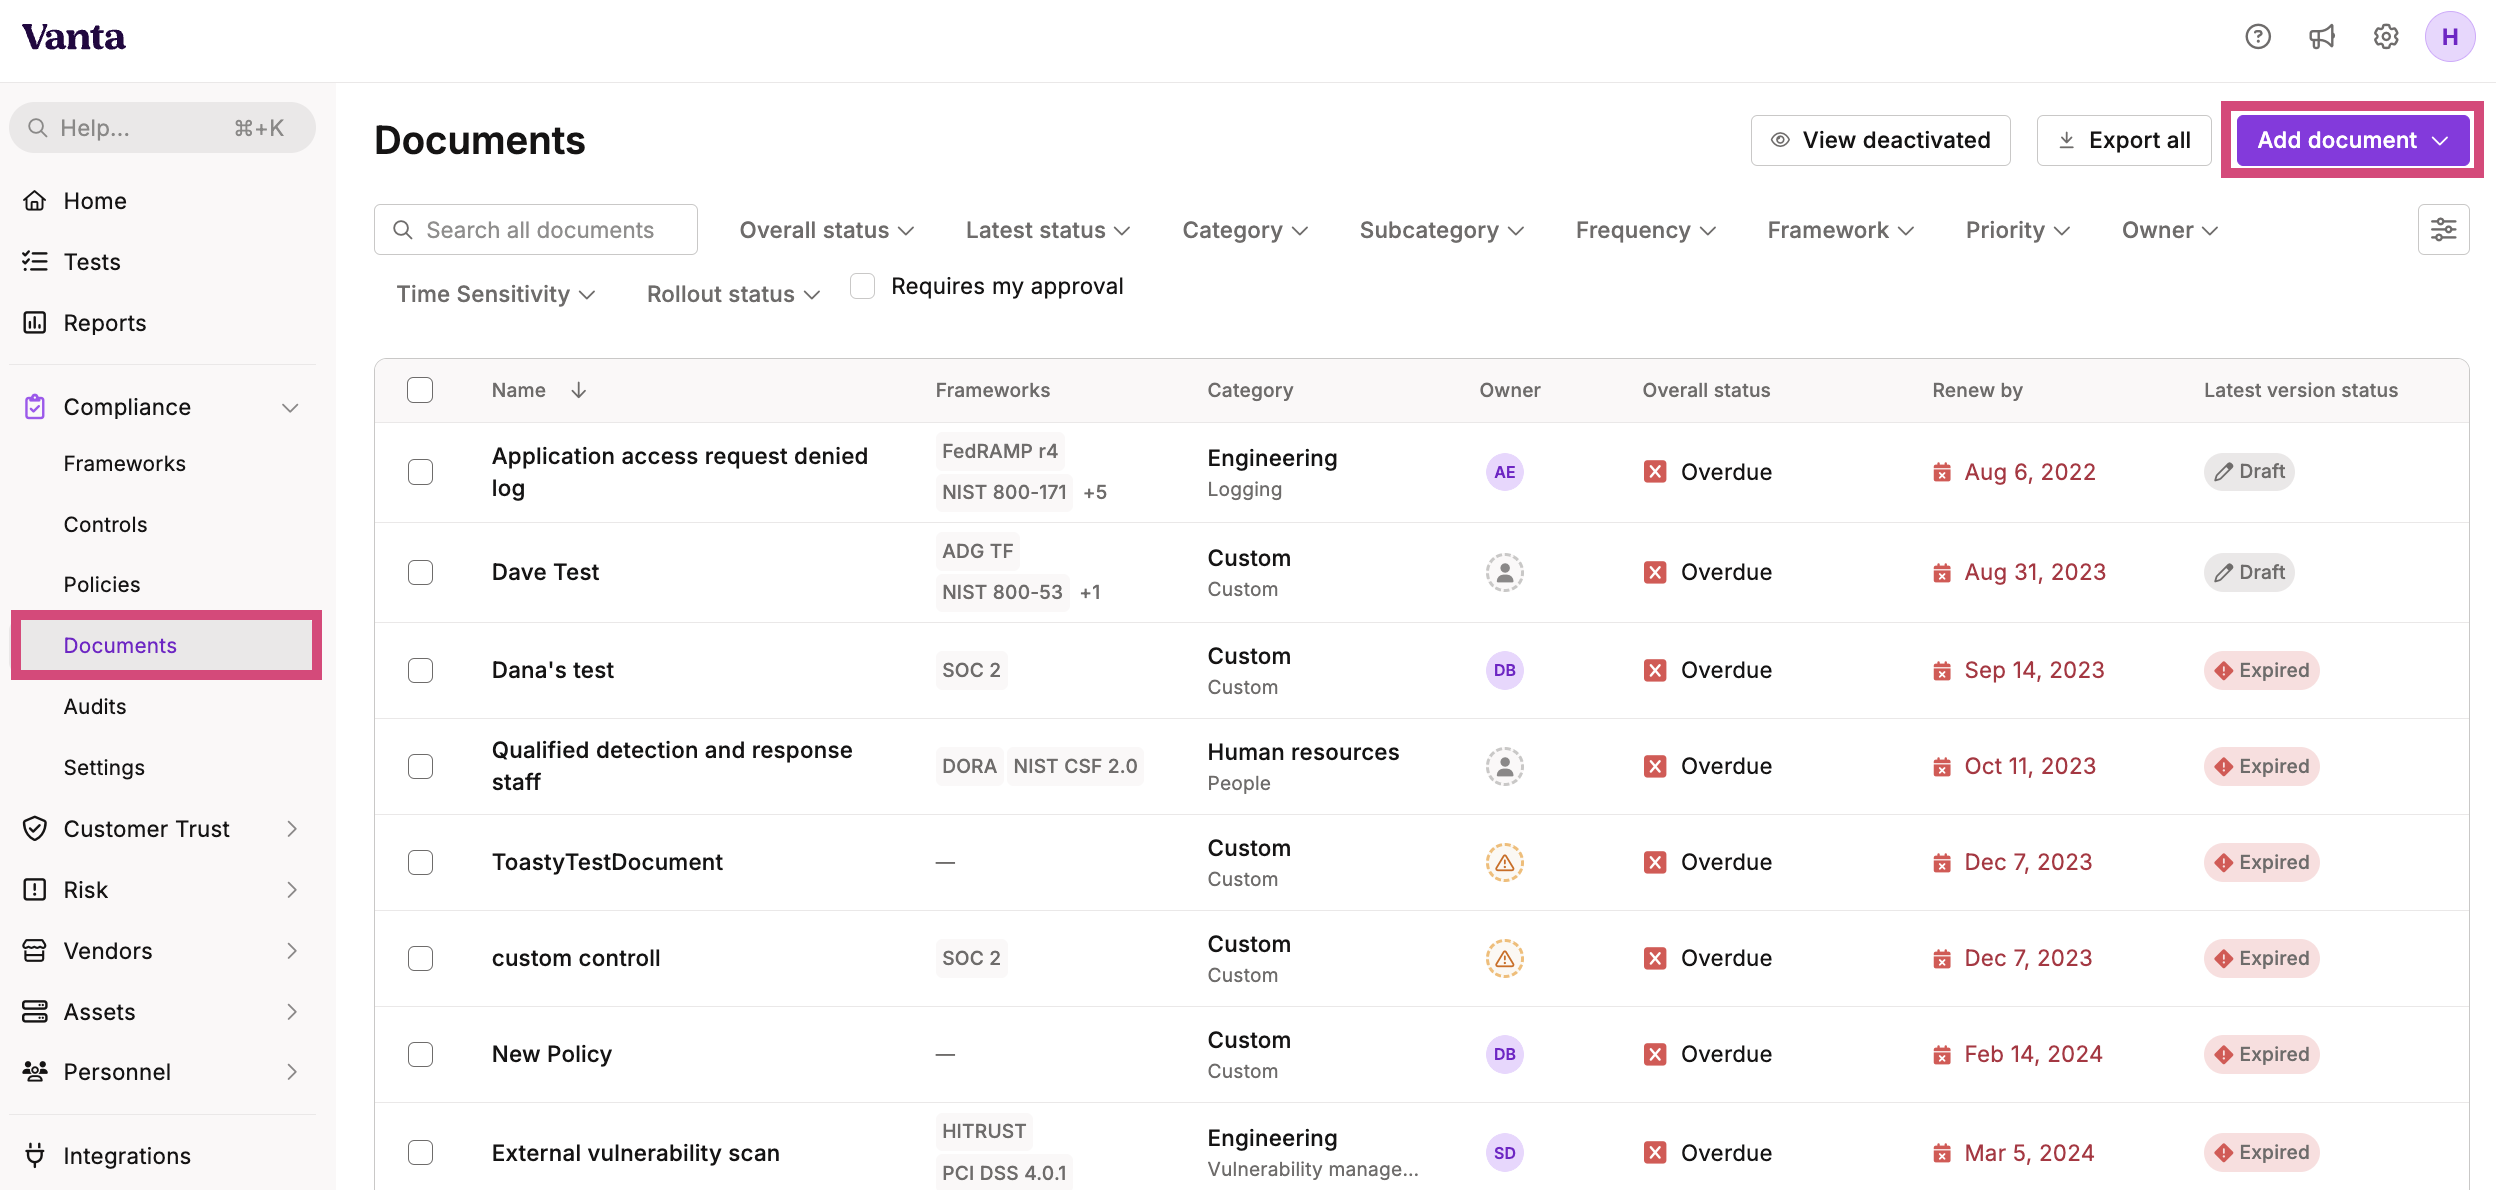 Vanta
H
Help... ⌘+K
Home
Tests
Reports
Compliance
Frameworks
Controls
Policies
Documents
Audits
Settings
Customer Trust
Risk
Vendors
Assets
Personnel
Integrations
Documents
View deactivated
Export all
Add document
Search all documents
Overall status
Latest status
Category
Subcategory
Frequency
Framework
Priority
Owner
Time Sensitivity
Rollout status
Requires my approval
Name Frameworks Category Owner Overall status Renew by Latest version status
Application access request denied
log
FedRAMP r4
NIST 800-171 +5
Engineering
Logging
AE
Overdue
Aug 6, 2022
Draft
Dave Test
ADG TF
NIST 800-53 +1
Custom
Custom
Overdue
Aug 31, 2023
Draft
Dana's test
SOC 2
Custom
Custom
DB
Overdue
Sep 14, 2023
Expired
Qualified detection and response
staff
DORA NIST CSF 2.0
Human resources
People
Overdue
Oct 11, 2023
Expired
ToastyTestDocument
—
Custom
Custom
Overdue
Dec 7, 2023
Expired
custom controll
SOC 2
Custom
Custom
Overdue
Dec 7, 2023
Expired
New Policy
—
Custom
Custom
DB
Overdue
Feb 14, 2024
Expired
External vulnerability scan
HITRUST
PCI DSS 4.0.1
Engineering
Vulnerability manage...
SD
Overdue
Mar 5, 2024
Expired